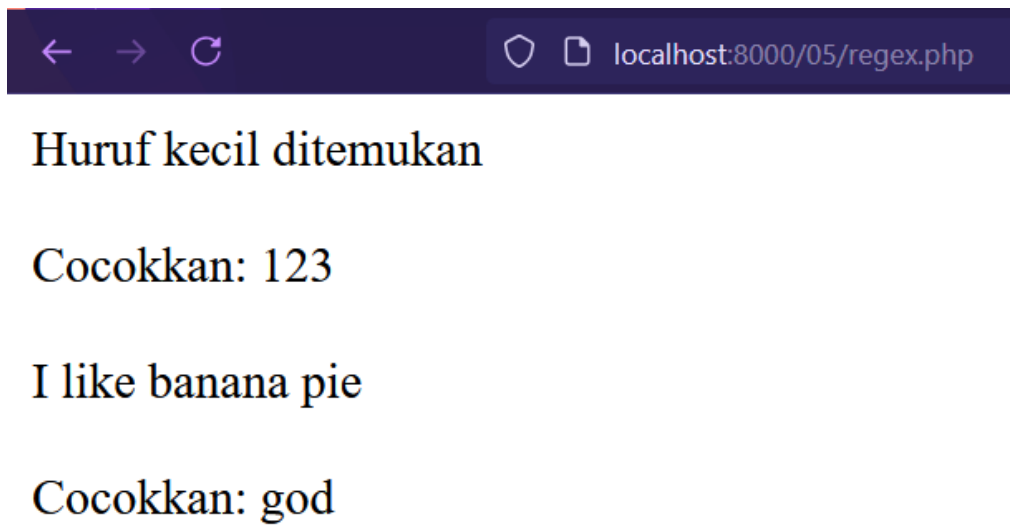 localhost:8000/05/regex.php
Huruf kecil ditemukan
Cocokkan: 123
I like banana pie
Cocokkan: god